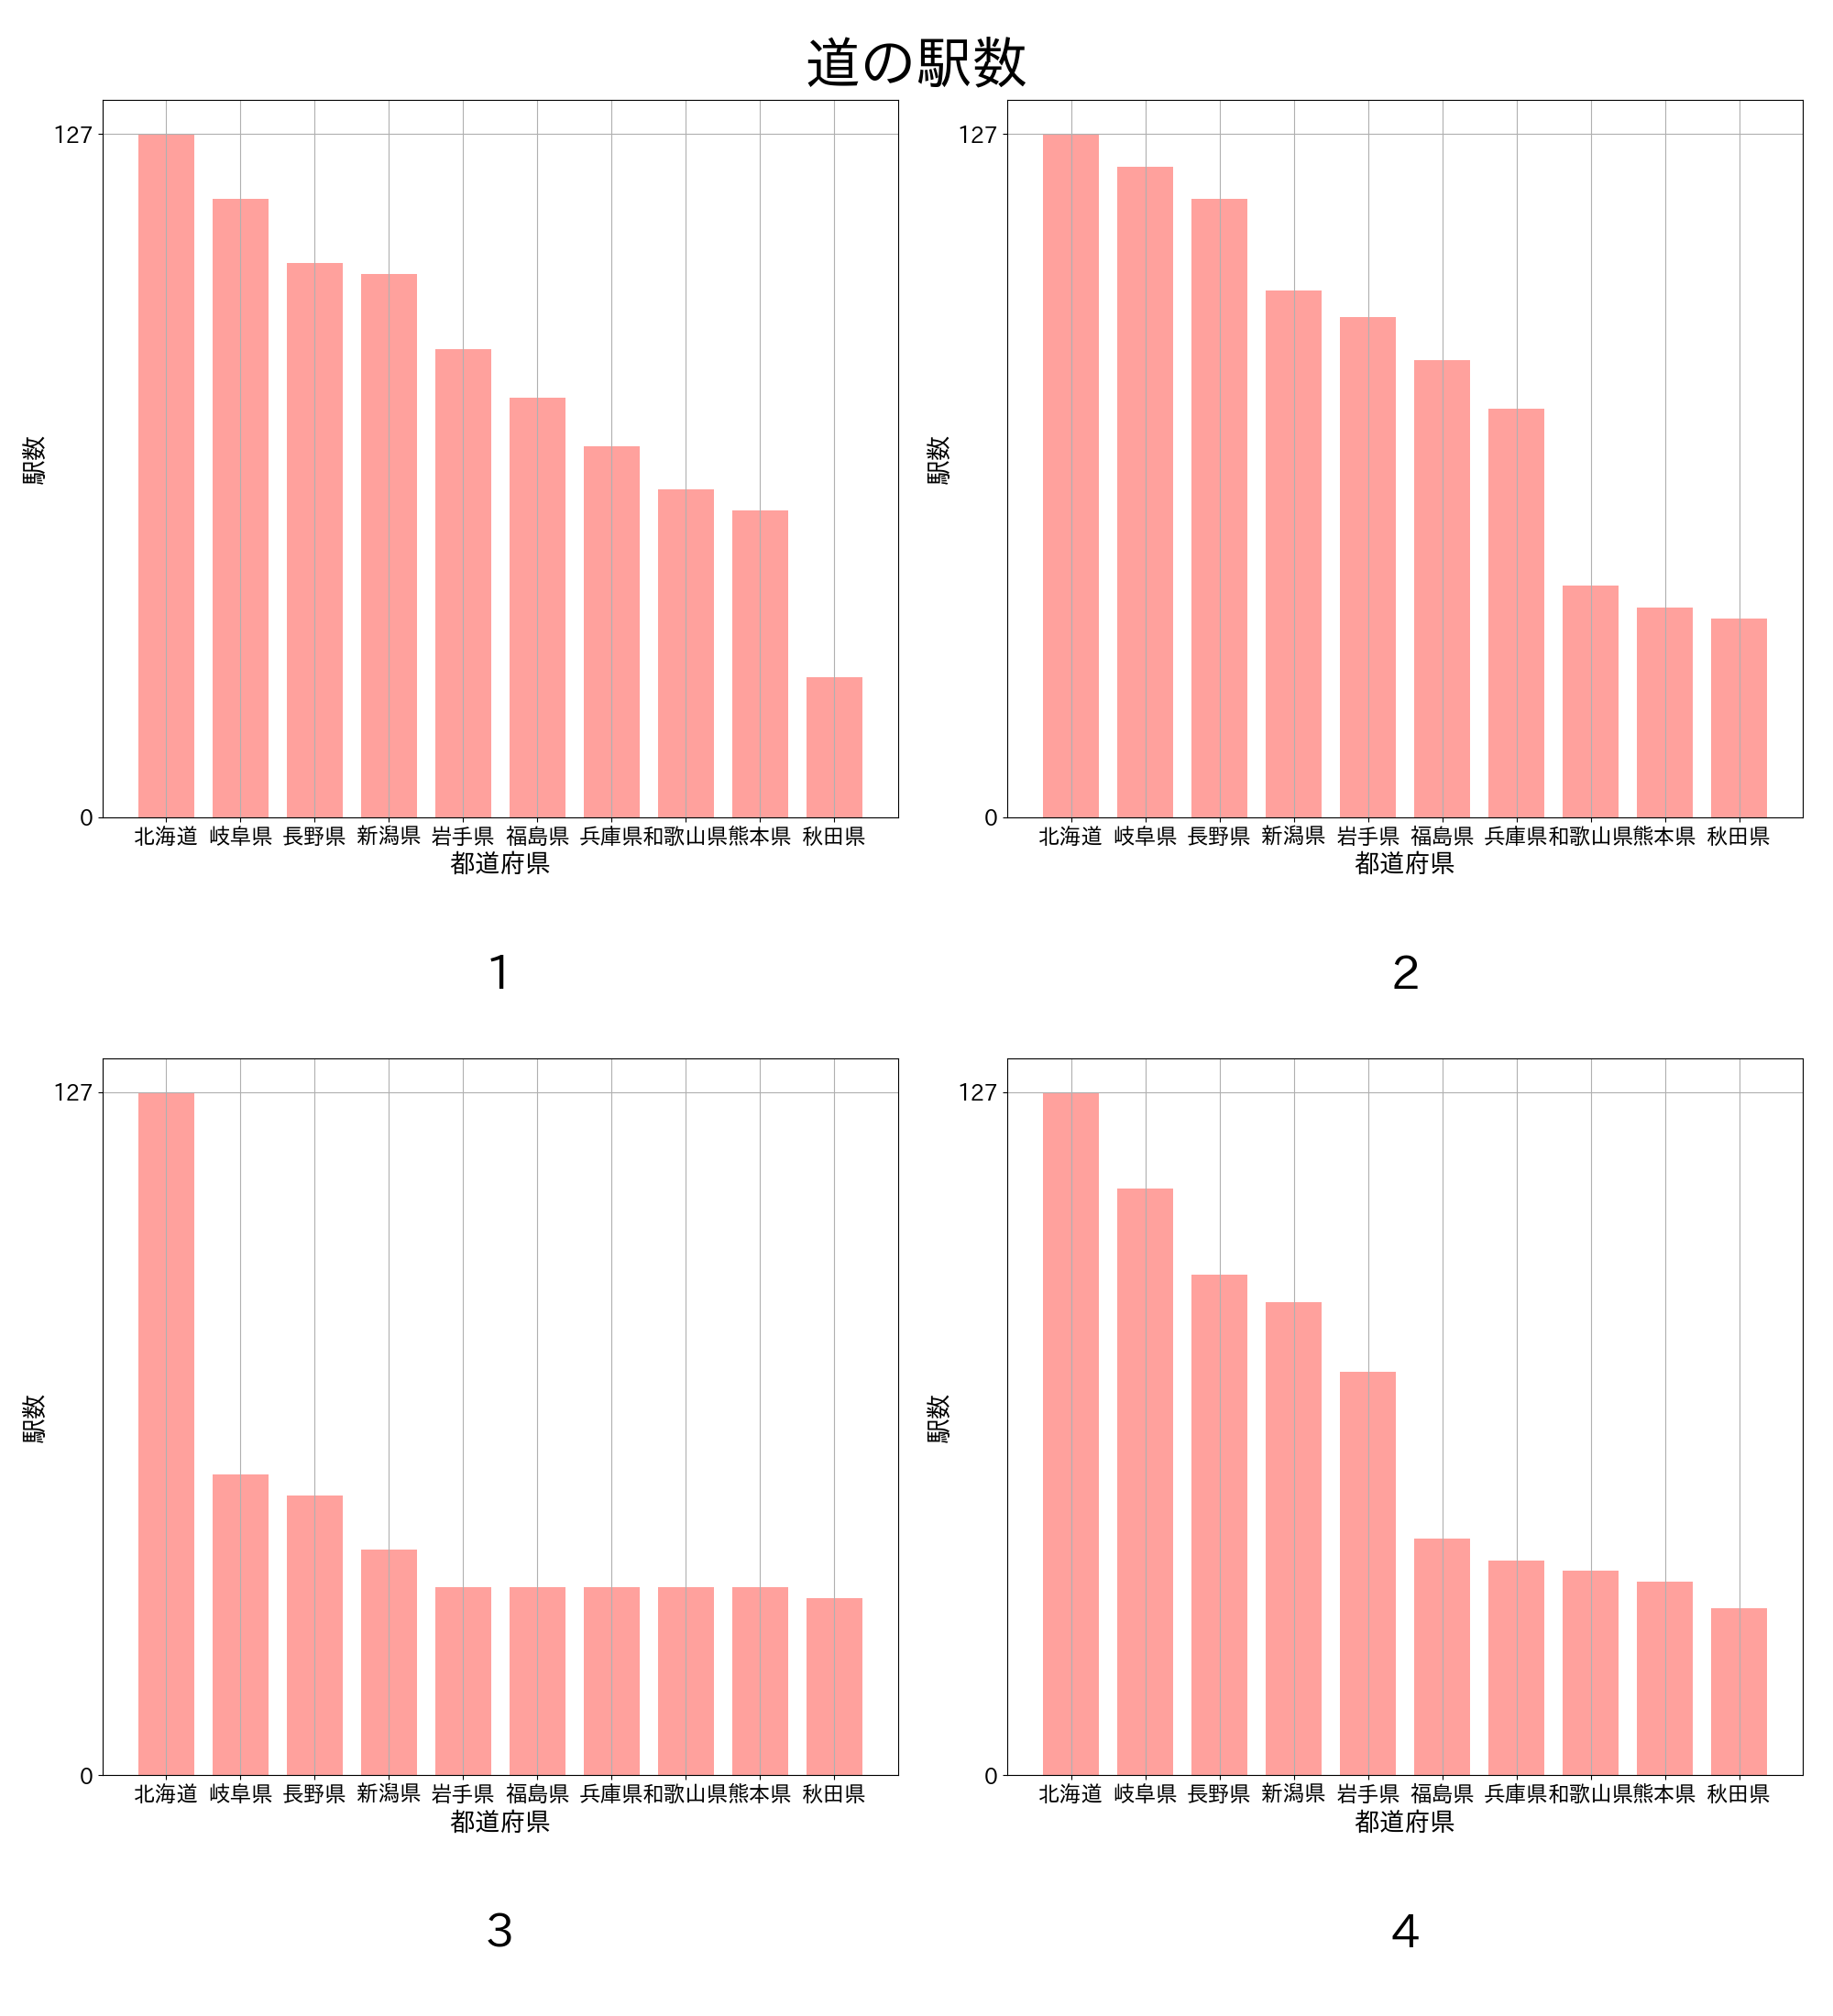 道の駅数
127
0
駅数
北海道 岐阜県 長野県 新潟県 岩手県 福島県 兵庫県 和歌山県 熊本県 秋田県
都道府県
1
127
0
駅数
北海道 岐阜県 長野県 新潟県 岩手県 福島県 兵庫県 和歌山県 熊本県 秋田県
都道府県
2
127
0
駅数
北海道 岐阜県 長野県 新潟県 岩手県 福島県 兵庫県 和歌山県 熊本県 秋田県
都道府県
3
127
0
駅数
北海道 岐阜県 長野県 新潟県 岩手県 福島県 兵庫県 和歌山県 熊本県 秋田県
都道府県
4